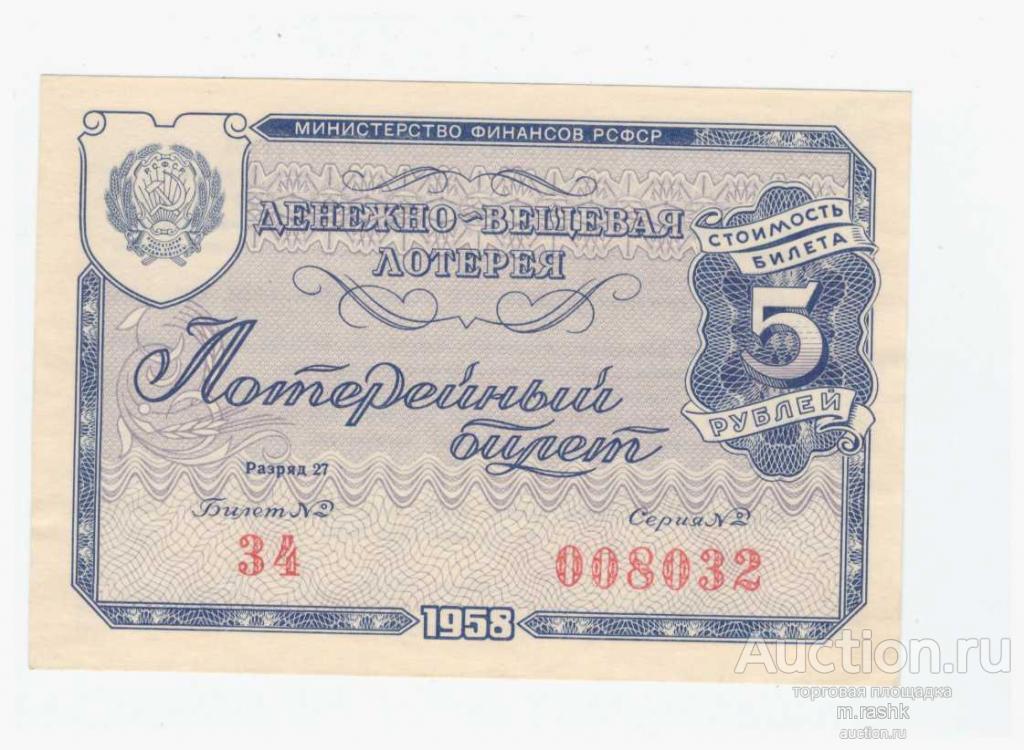 МИНИСТЕРСТВО ФИНАНСОВ РСФСР
РСФСР
ДЕНЕЖНО-ВЕЩЕВАЯ
ЛОТЕРЕЯ
СТОИМОСТЬ
БИЛЕТА
5
РУБЛЕЙ
Лотерейный
билет
Разряд 27
Билет №
Серия №
34
008032
1958
Auction.ru
торговая площадка
m.rashk
auction.ru